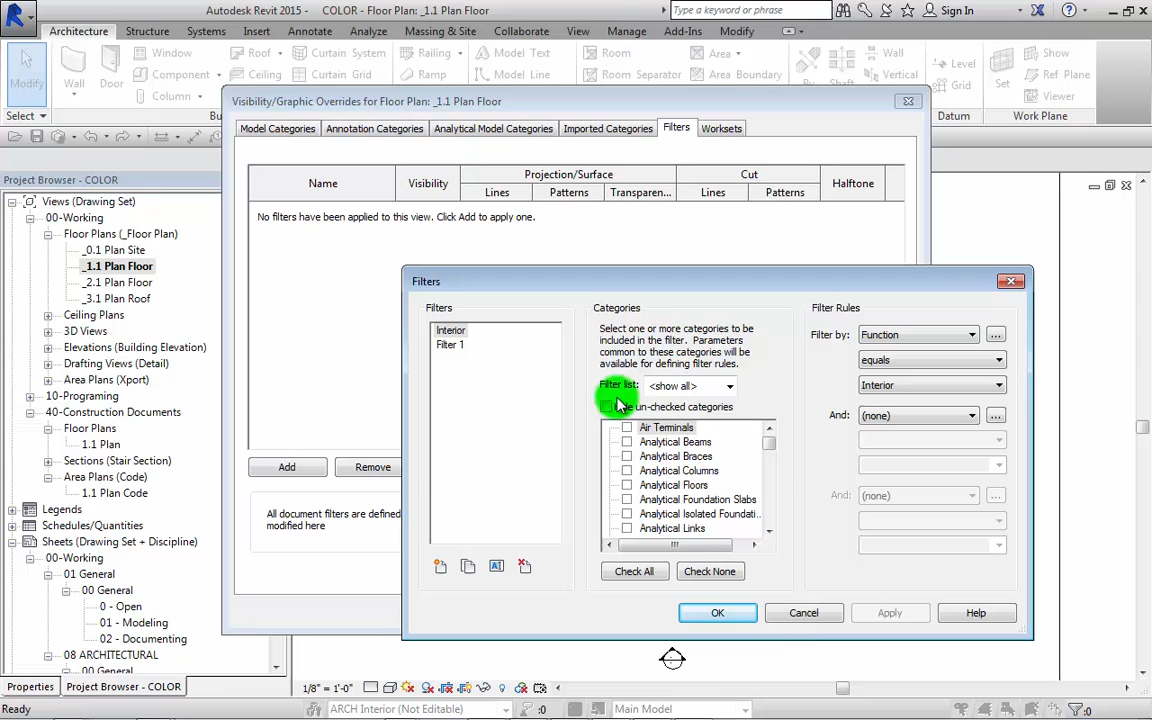 Autodesk Revit 2015 - COLOR - Floor Plan: _1.1 Plan Floor
Type a keyword or phrase
Sign In
Architecture Structure Systems Insert Annotate Analyze Massing & Site Collaborate View Manage Add-Ins Modify
Modify
Wall
Door
Window
Component
Column
Roof
Ceiling
Curtain System
Curtain Grid
Railing
Ramp
Model Text
Model Line
Room
Room Separator
Area
Area Boundary
By
Wall
Vertical
Level
Grid
Set
Show
Ref Plane
Viewer
Select
Datum
Work Plane
Project Browser - COLOR
Views (Drawing Set)
00-Working
Floor Plans (_Floor Plan)
_0.1 Plan Site
_1.1 Plan Floor
_2.1 Plan Floor
_3.1 Plan Roof
Ceiling Plans
3D Views
Elevations (Building Elevation)
Drafting Views (Detail)
Area Plans (Xport)
10-Programing
40-Construction Documents
Floor Plans
1.1 Plan
Sections (Stair Section)
Area Plans (Code)
1.1 Plan Code
Legends
Schedules/Quantities
Sheets (Drawing Set + Discipline)
00-Working
01 General
00 General
0 - Open
01 - Modeling
02 - Documenting
08 ARCHITECTURAL
00 General
Properties
Project Browser - COLOR
Visibility/Graphic Overrides for Floor Plan: _1.1 Plan Floor
Model Categories Annotation Categories Analytical Model Categories Imported Categories Filters Worksets
Name
Visibility
Projection/Surface
Cut
Halftone
Lines Patterns Transparen... Lines Patterns
No filters have been applied to this view. Click Add to apply one.
Add
Remove
All document filters are defined
modified here
Filters
Filters
Interior
Filter 1
Categories
Select one or more categories to be
included in the filter. Parameters
common to these categories will be
available for defining filter rules.
Filter list: <show all>
un-checked categories
Air Terminals
Analytical Beams
Analytical Braces
Analytical Columns
Analytical Floors
Analytical Foundation Slabs
Analytical Isolated Foundati..
Analytical Links
Check All
Check None
Filter Rules
Filter by: Function ...
equals
Interior
And: (none) ...
And: (none) ...
OK
Cancel
Apply
Help
1/8" = 1'-0"
Ready
ARCH Interior (Not Editable)
:0
Main Model
:0